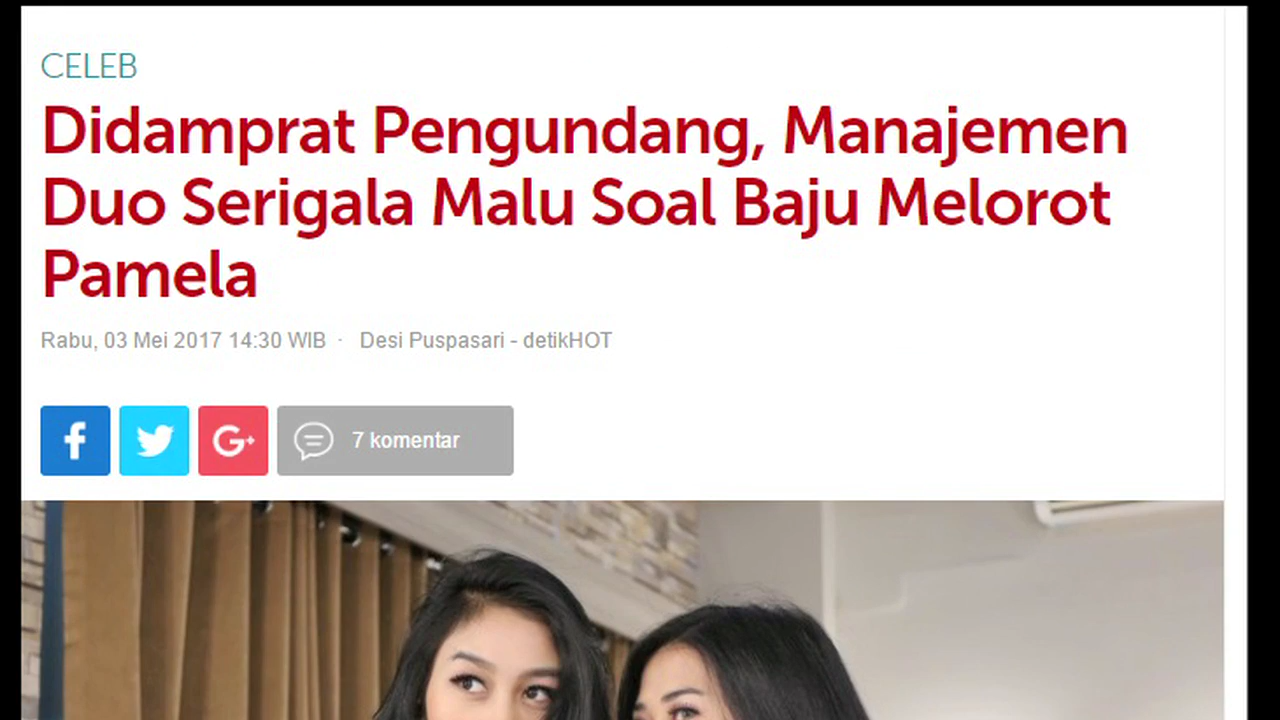 CELEB
Didamprat Pengundang, Manajemen
Duo Serigala Malu Soal Baju Melorot
Pamela
Rabu, 03 Mei 2017 14:30 WIB · Desi Puspasari - detikHOT
7 komentar